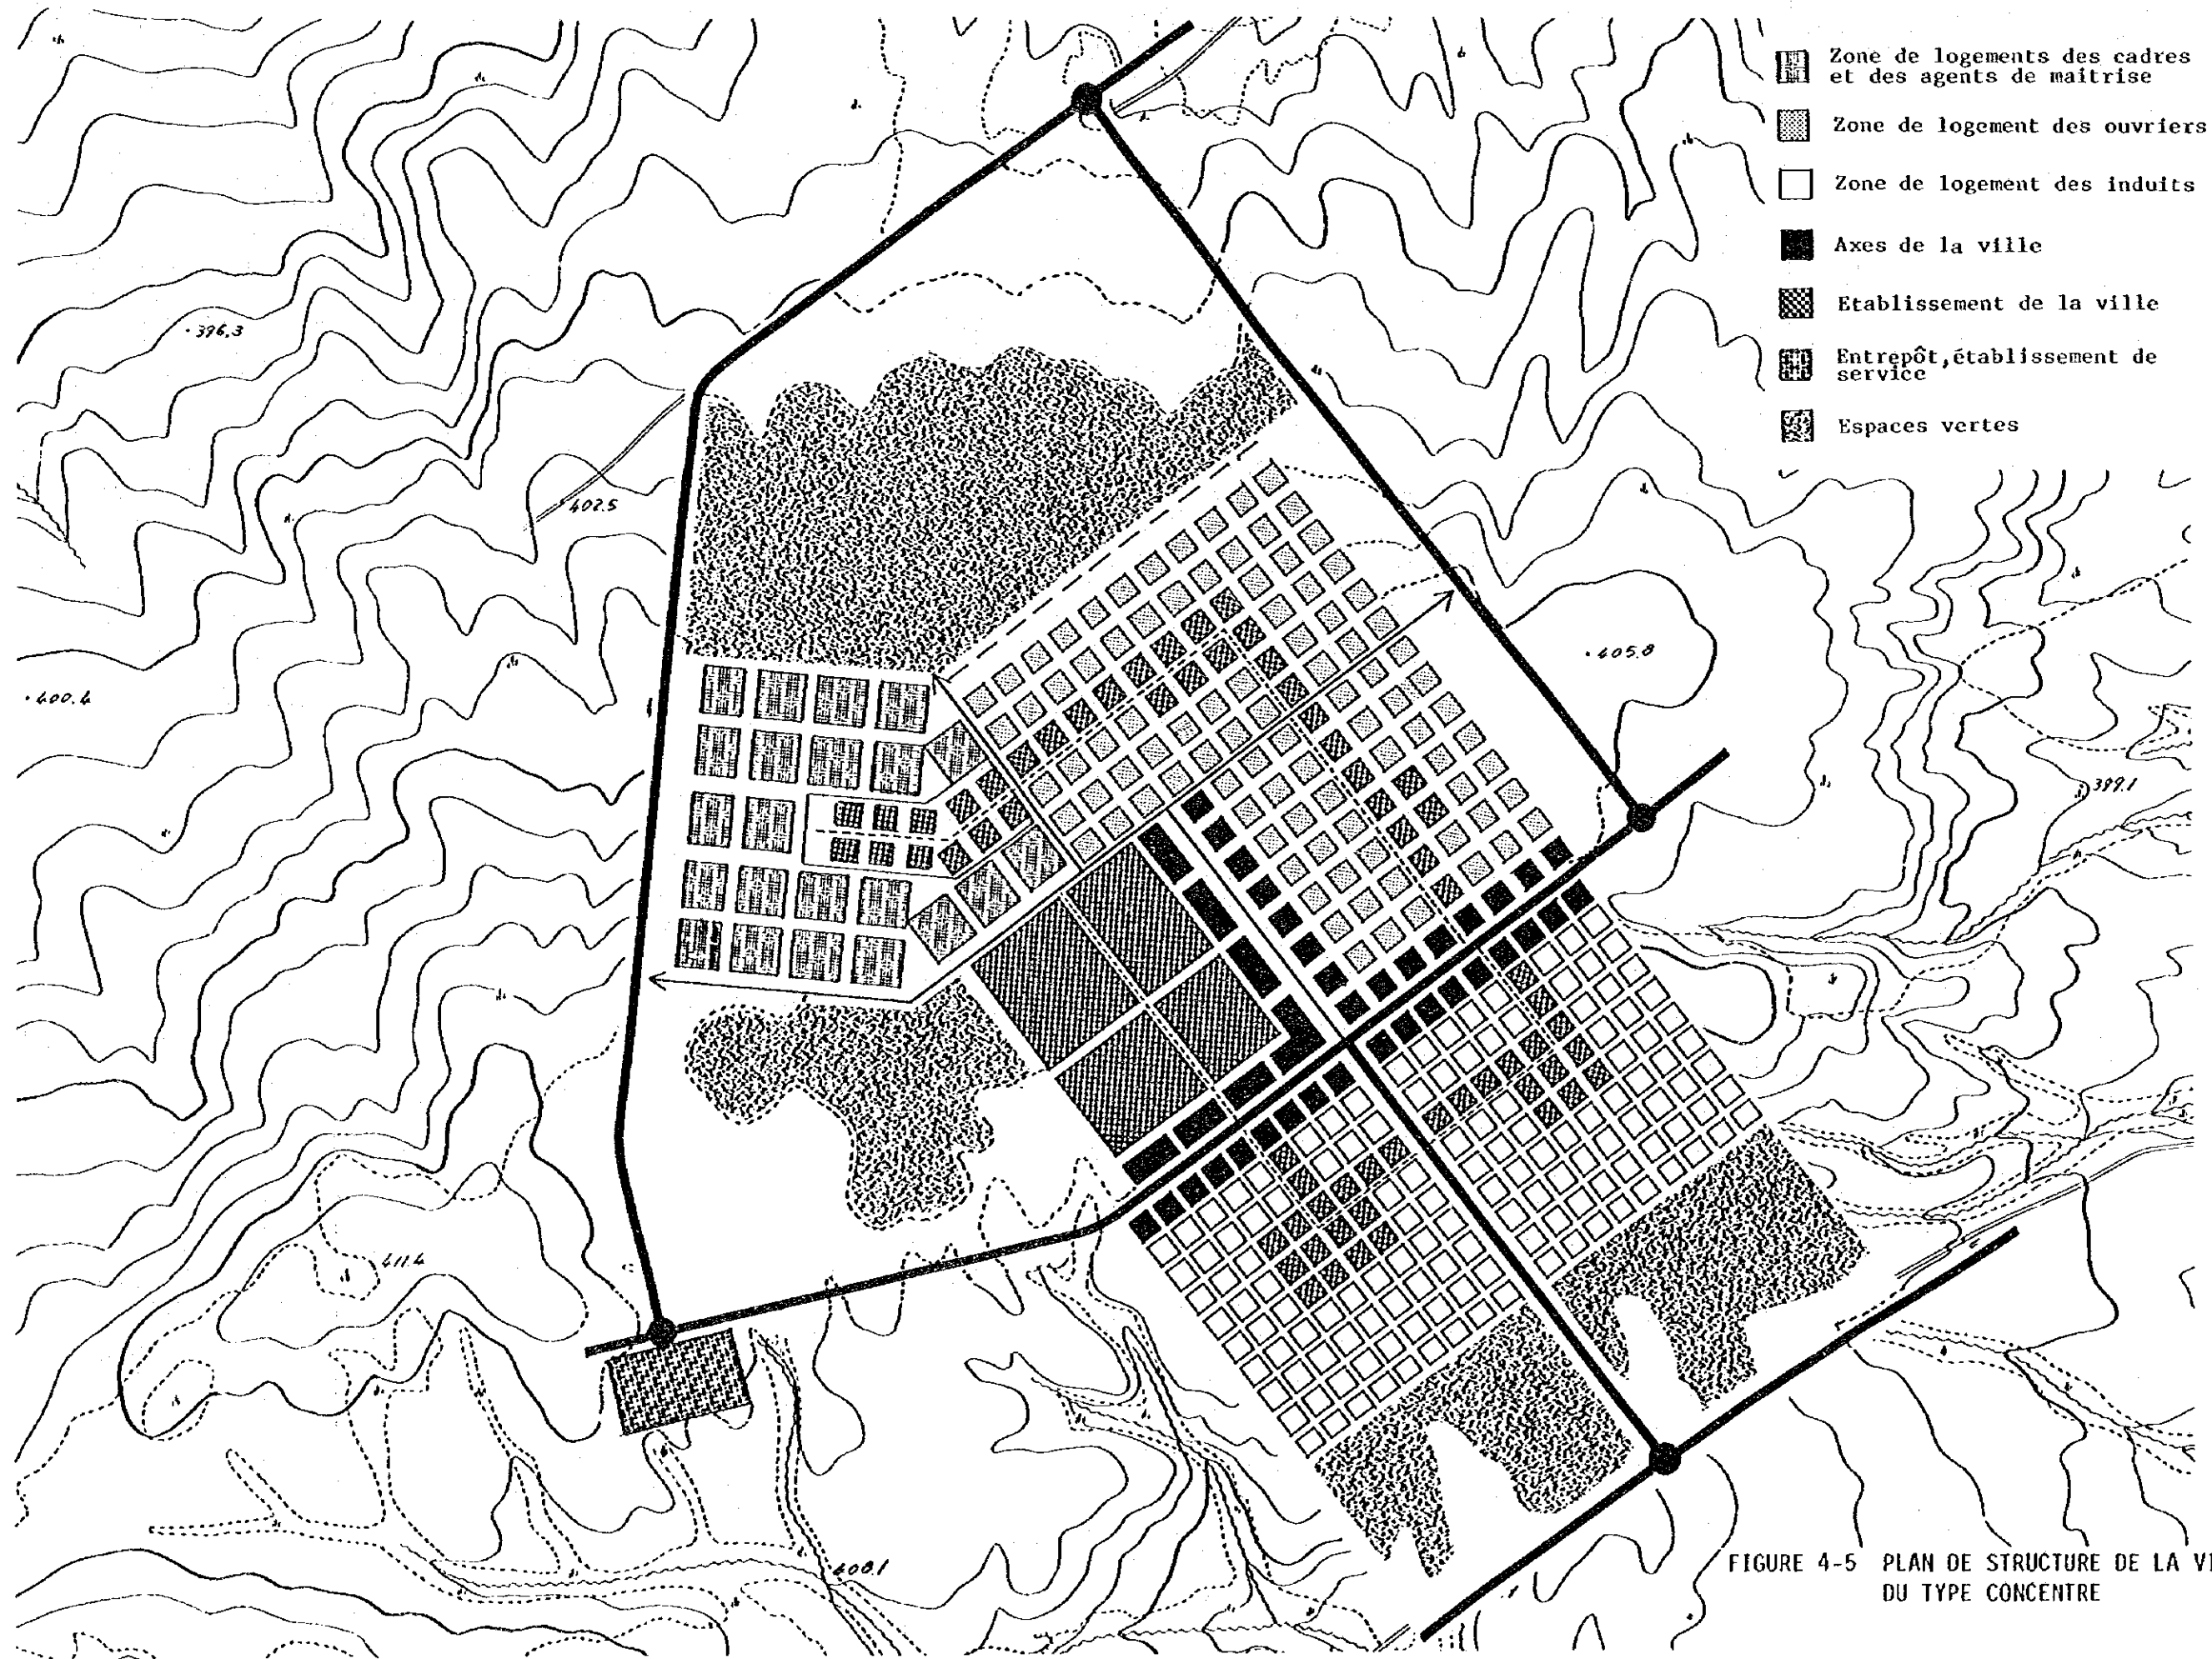 Zone de logements des cadres
et des agents de maitrise
Zone de logement des ouvriers
Zone de logement des induits
Axes de la ville
Etablissement de la ville
Entrepôt,établissement de
service
Espaces vertes
396,3
402.5
400.4
405.8
399.1
411.4
400.1
FIGURE 4-5 PLAN DE STRUCTURE DE LA
DU TYPE CONCENTRE